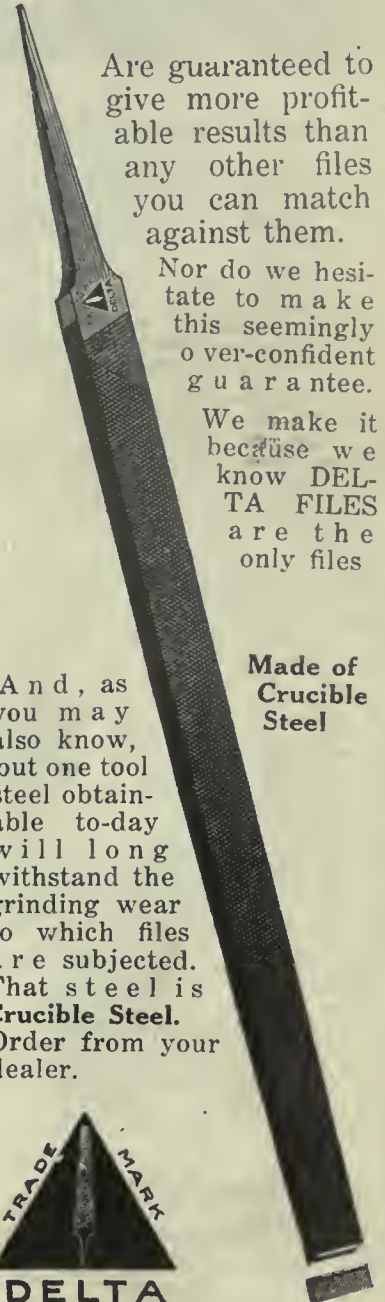 Are guaranteed to
give more profit-
able results than
any other files
you can match
against them.
Nor do we hesi-
tate to make
this seemingly
over-confident
guarantee.
We make it
because we
know DEL-
TA FILES
are the
only files
Made of
Crucible
Steel
And, as
you may
also know,
but one tool
steel obtain-
able to-day
will long
withstand the
grinding wear
to which files
are subjected.
That steel is
Crucible Steel.
Order from your
dealer.
DELTA
TRADE MARK
DELTA